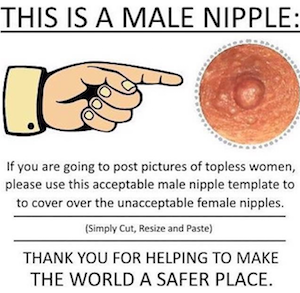 THIS IS A MALE NIPPLE:
If you are going to post pictures of topless women,
please use this acceptable male nipple template to
to cover over the unacceptable female nipples.
(Simply Cut, Resize and Paste)
THANK YOU FOR HELPING TO MAKE
THE WORLD A SAFER PLACE.